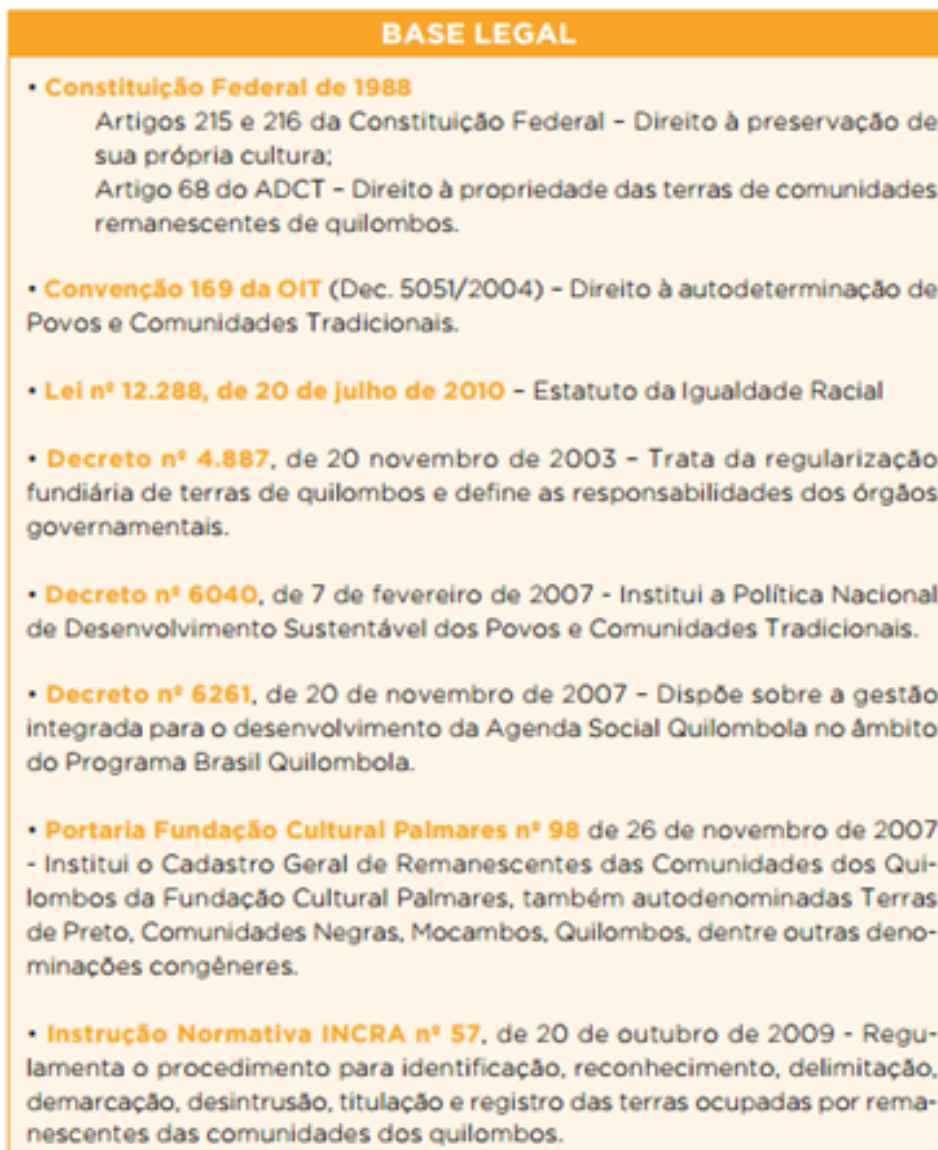 BASE LEGAL
• Constituição Federal de 1988
Artigos 215 e 216 da Constituição Federal – Direito à preservação de
sua própria cultura;
Artigo 68 do ADCT – Direito à propriedade das terras de comunidades
remanescentes de quilombos.
• Convenção 169 da OIT (Dec. 5051/2004) – Direito à autodeterminação de
Povos e Comunidades Tradicionais.
• Lei nº 12.288, de 20 de julho de 2010 – Estatuto da Igualdade Racial
• Decreto nº 4.887, de 20 novembro de 2003 – Trata da regularização
fundiária de terras de quilombos e define as responsabilidades dos órgãos
governamentais.
• Decreto nº 6040, de 7 de fevereiro de 2007 - Institui a Política Nacional
de Desenvolvimento Sustentável dos Povos e Comunidades Tradicionais.
• Decreto nº 6261, de 20 de novembro de 2007 – Dispõe sobre a gestão
integrada para o desenvolvimento da Agenda Social Quilombola no âmbito
do Programa Brasil Quilombola.
• Portaria Fundação Cultural Palmares nº 98 de 26 de novembro de 2007
- Institui o Cadastro Geral de Remanescentes das Comunidades dos Qui-
lombos da Fundação Cultural Palmares, também autodenominadas Terras
de Preto, Comunidades Negras, Mocambos, Quilombos, dentre outras deno-
minações congêneres.
• Instrução Normativa INCRA nº 57, de 20 de outubro de 2009 - Regu-
lamenta o procedimento para identificação, reconhecimento, delimitação,
demarcação, desintrusão, titulação e registro das terras ocupadas por rema-
nescentes das comunidades dos quilombos.